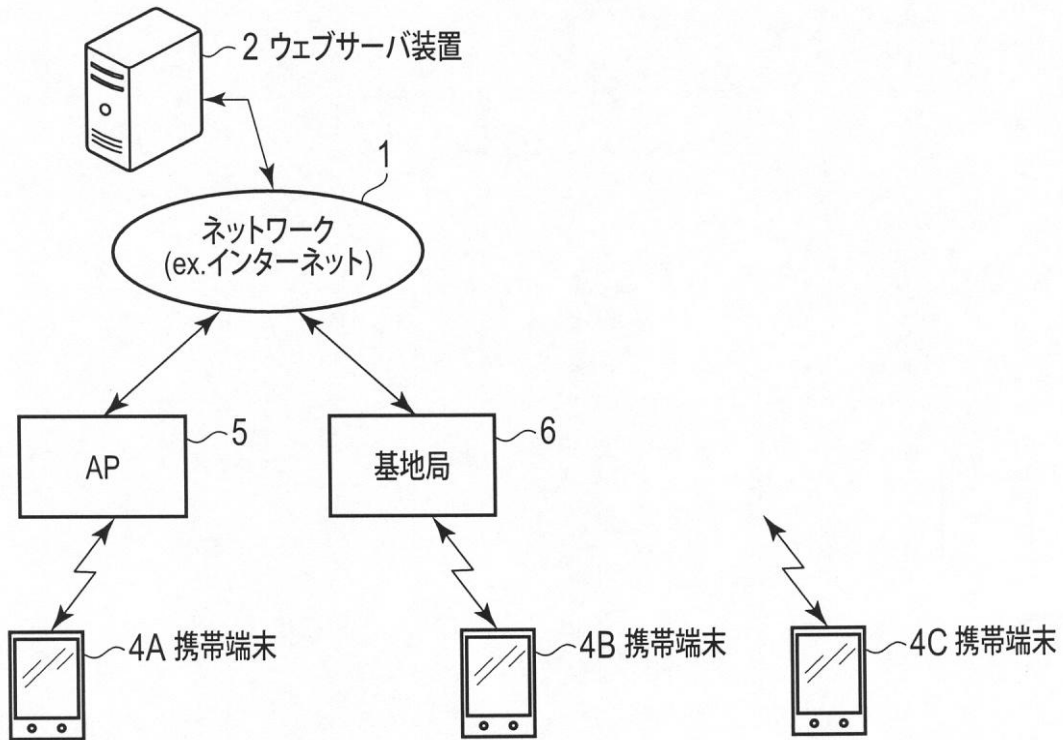 2 ウェブサーバ装置
1
ネットワーク
(ex.インターネット)
AP
5
基地局
6
4A 携帯端末
4B 携帯端末
4C 携帯端末